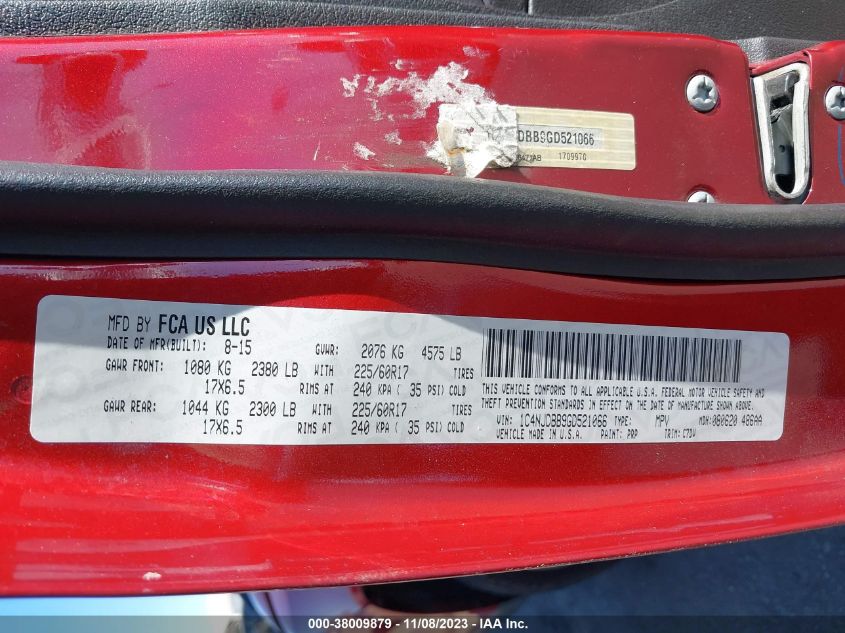 DBB9GD521066
1709970
MFD BY FCA US LLC
DATE OF MFR(BUILT): 8-15 GVWR: 2076 KG 4575 LB
GAWR FRONT: 1080 KG 2380 LB WITH 225/60R17 TIRES
17X6.5 RIMS AT 240 KPA ( 35 PSI) COLD
GAWR REAR: 1044 KG 2300 LB WITH 225/60R17 TIRES
17X6.5 RIMS AT 240 KPA ( 35 PSI) COLD
THIS VEHICLE CONFORMS TO ALL APPLICABLE U.S.A. FEDERAL MOTOR VEHICLE SAFETY AND
THEFT PREVENTION STANDARDS IN EFFECT ON THE DATE OF MANUFACTURE SHOWN ABOVE.
VIN: 1C4NJCBB9GD521066 TYPE: MPV MDH: 080620 486AA
VEHICLE MADE IN U.S.A. PAINT: PRP TRIM: C7DV
000-38009879 - 11/08/2023 - IAA Inc.